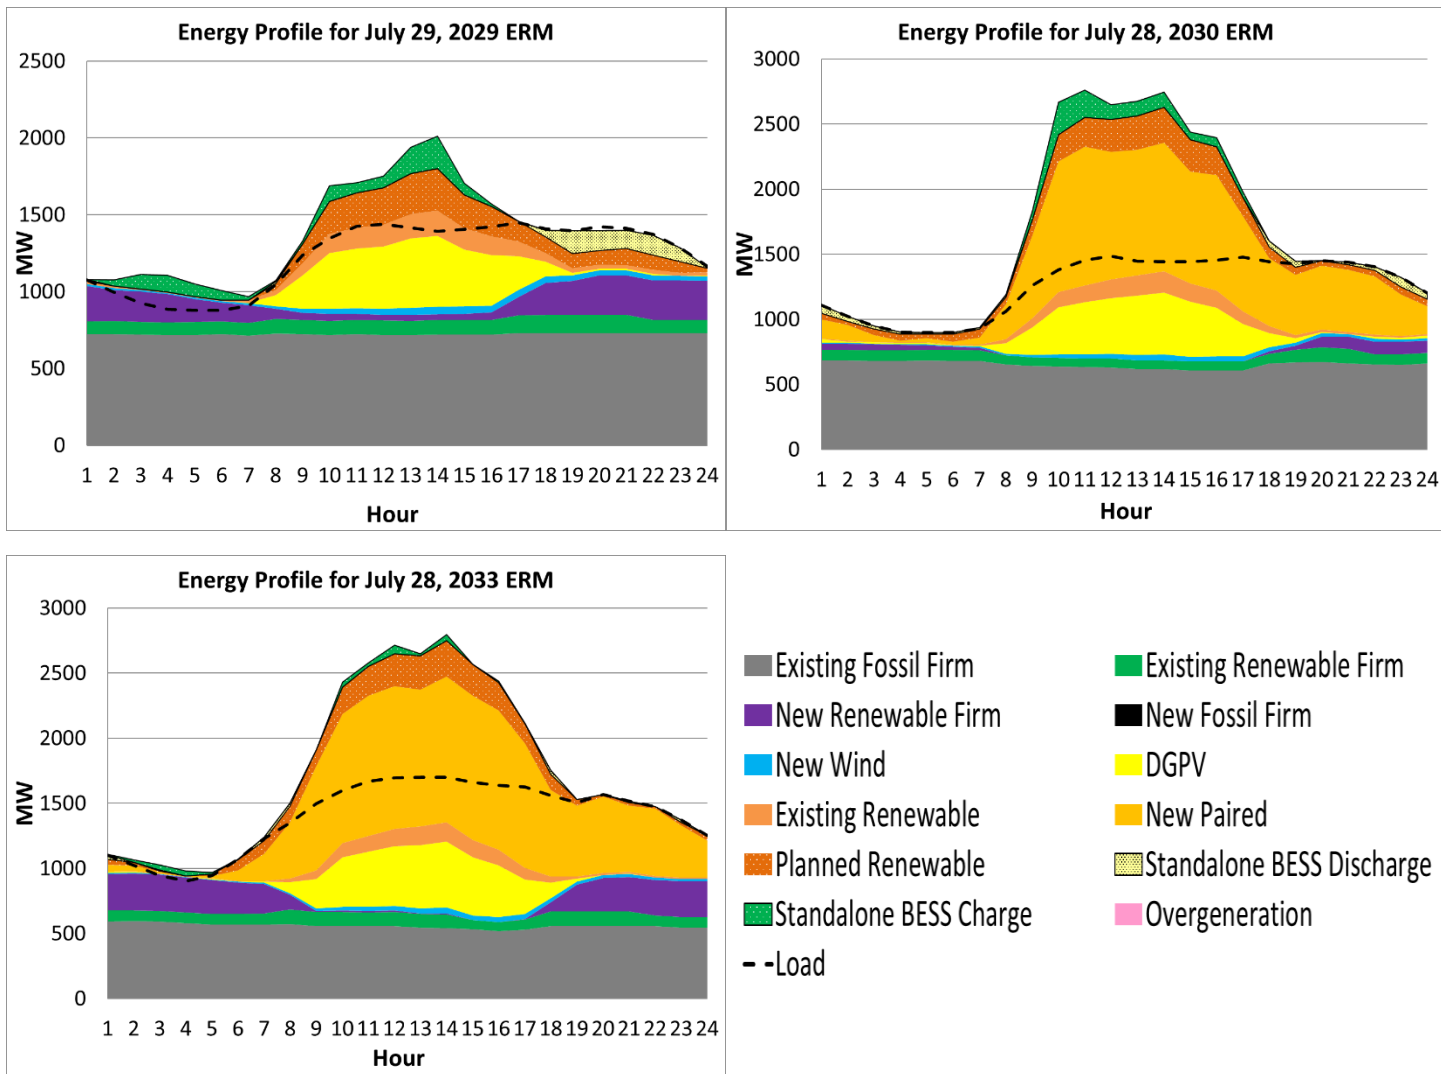 Energy Profile for July 29, 2029 ERM
2500
2000
1500
1000
500
0
MW
1 2 3 4 5 6 7 8 9 10 11 12 13 14 15 16 17 18 19 20 21 22 23 24
Hour
Energy Profile for July 28, 2030 ERM
3000
2500
2000
1500
1000
500
0
MW
1 2 3 4 5 6 7 8 9 10 11 12 13 14 15 16 17 18 19 20 21 22 23 24
Hour
Energy Profile for July 28, 2033 ERM
3000
2500
2000
1500
1000
500
0
MW
1 2 3 4 5 6 7 8 9 10 11 12 13 14 15 16 17 18 19 20 21 22 23 24
Hour
Existing Fossil Firm
Existing Renewable Firm
New Renewable Firm
New Fossil Firm
New Wind
DGPV
Existing Renewable
New Paired
Planned Renewable
Standalone BESS Discharge
Standalone BESS Charge
Overgeneration
Load